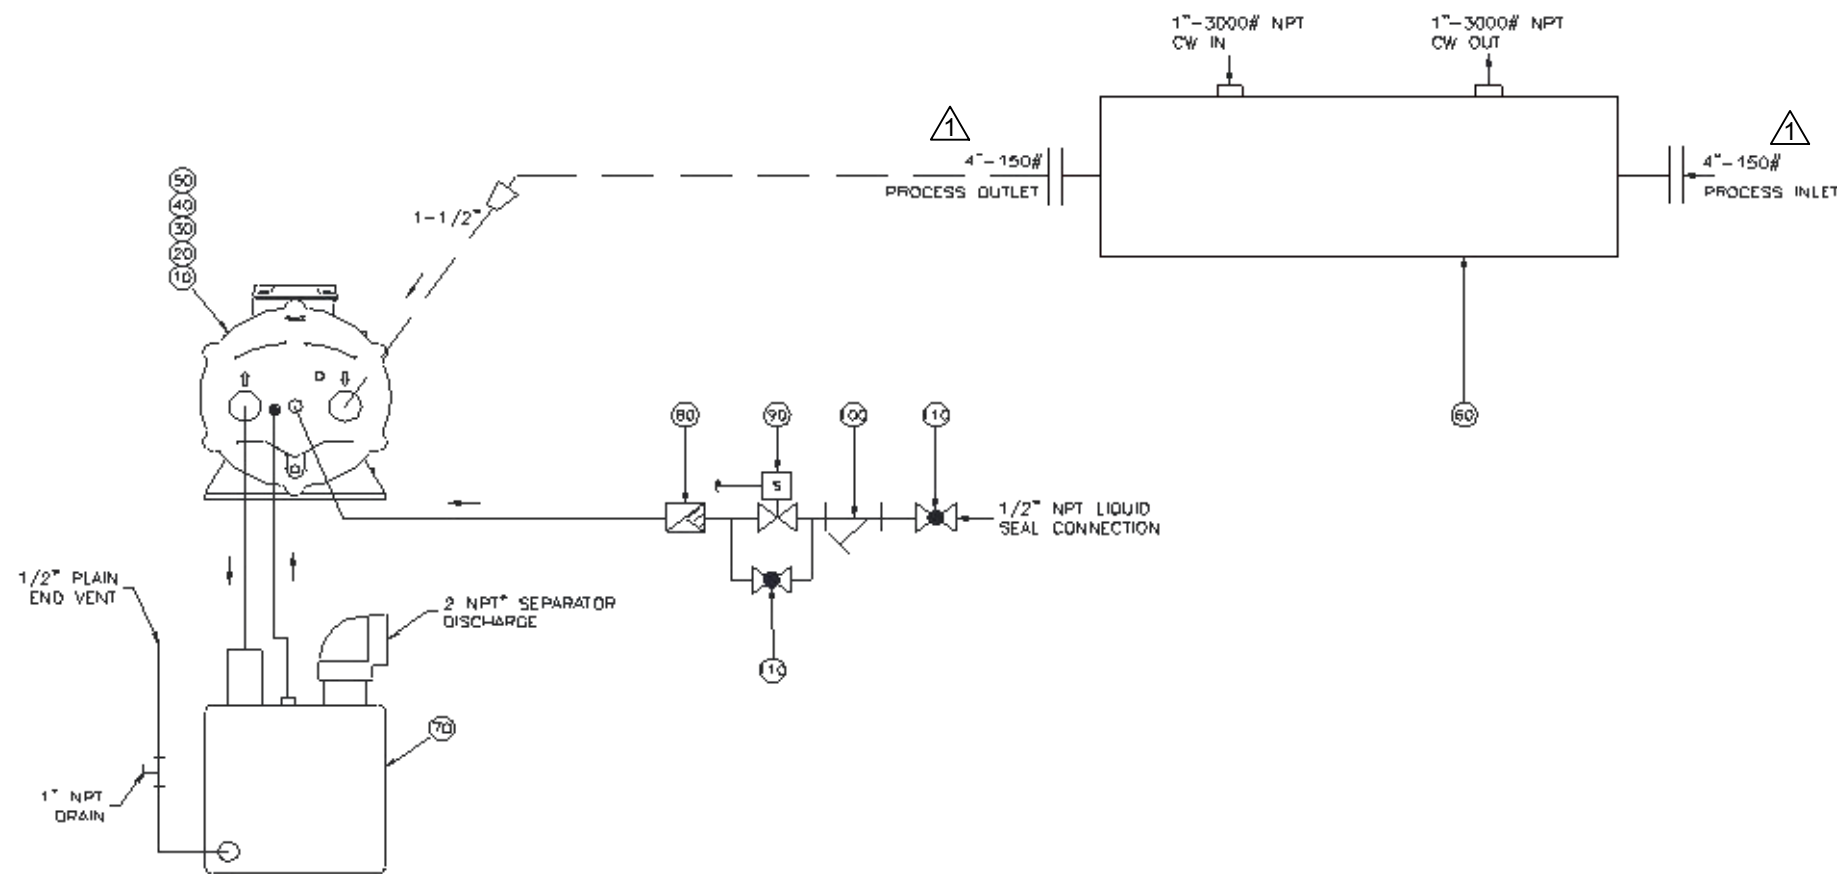 1"-3000# NPT
CW IN
1"-3000# NPT
CW OUT
1
4"-150#
PROCESS OUTLET
1
4"-150#
PROCESS INLET
50
40
30
20
10
1-1/2"
D
80
90
100
110
60
S
1/2" NPT LIQUID
SEAL CONNECTION
1/2" PLAIN
END VENT
2 NPT" SEPARATOR
DISCHARGE
110
70
1" NPT
DRAIN